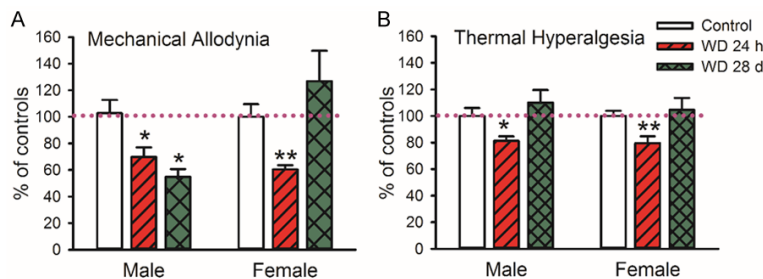 A
Mechanical Allodynia
% of controls
160
140
120
100
80
60
40
20
0
*
*
**
Male
Female
B
Thermal Hyperalgesia
Control
WD 24 h
WD 28 d
% of controls
160
140
120
100
80
60
40
20
0
*
**
Male
Female